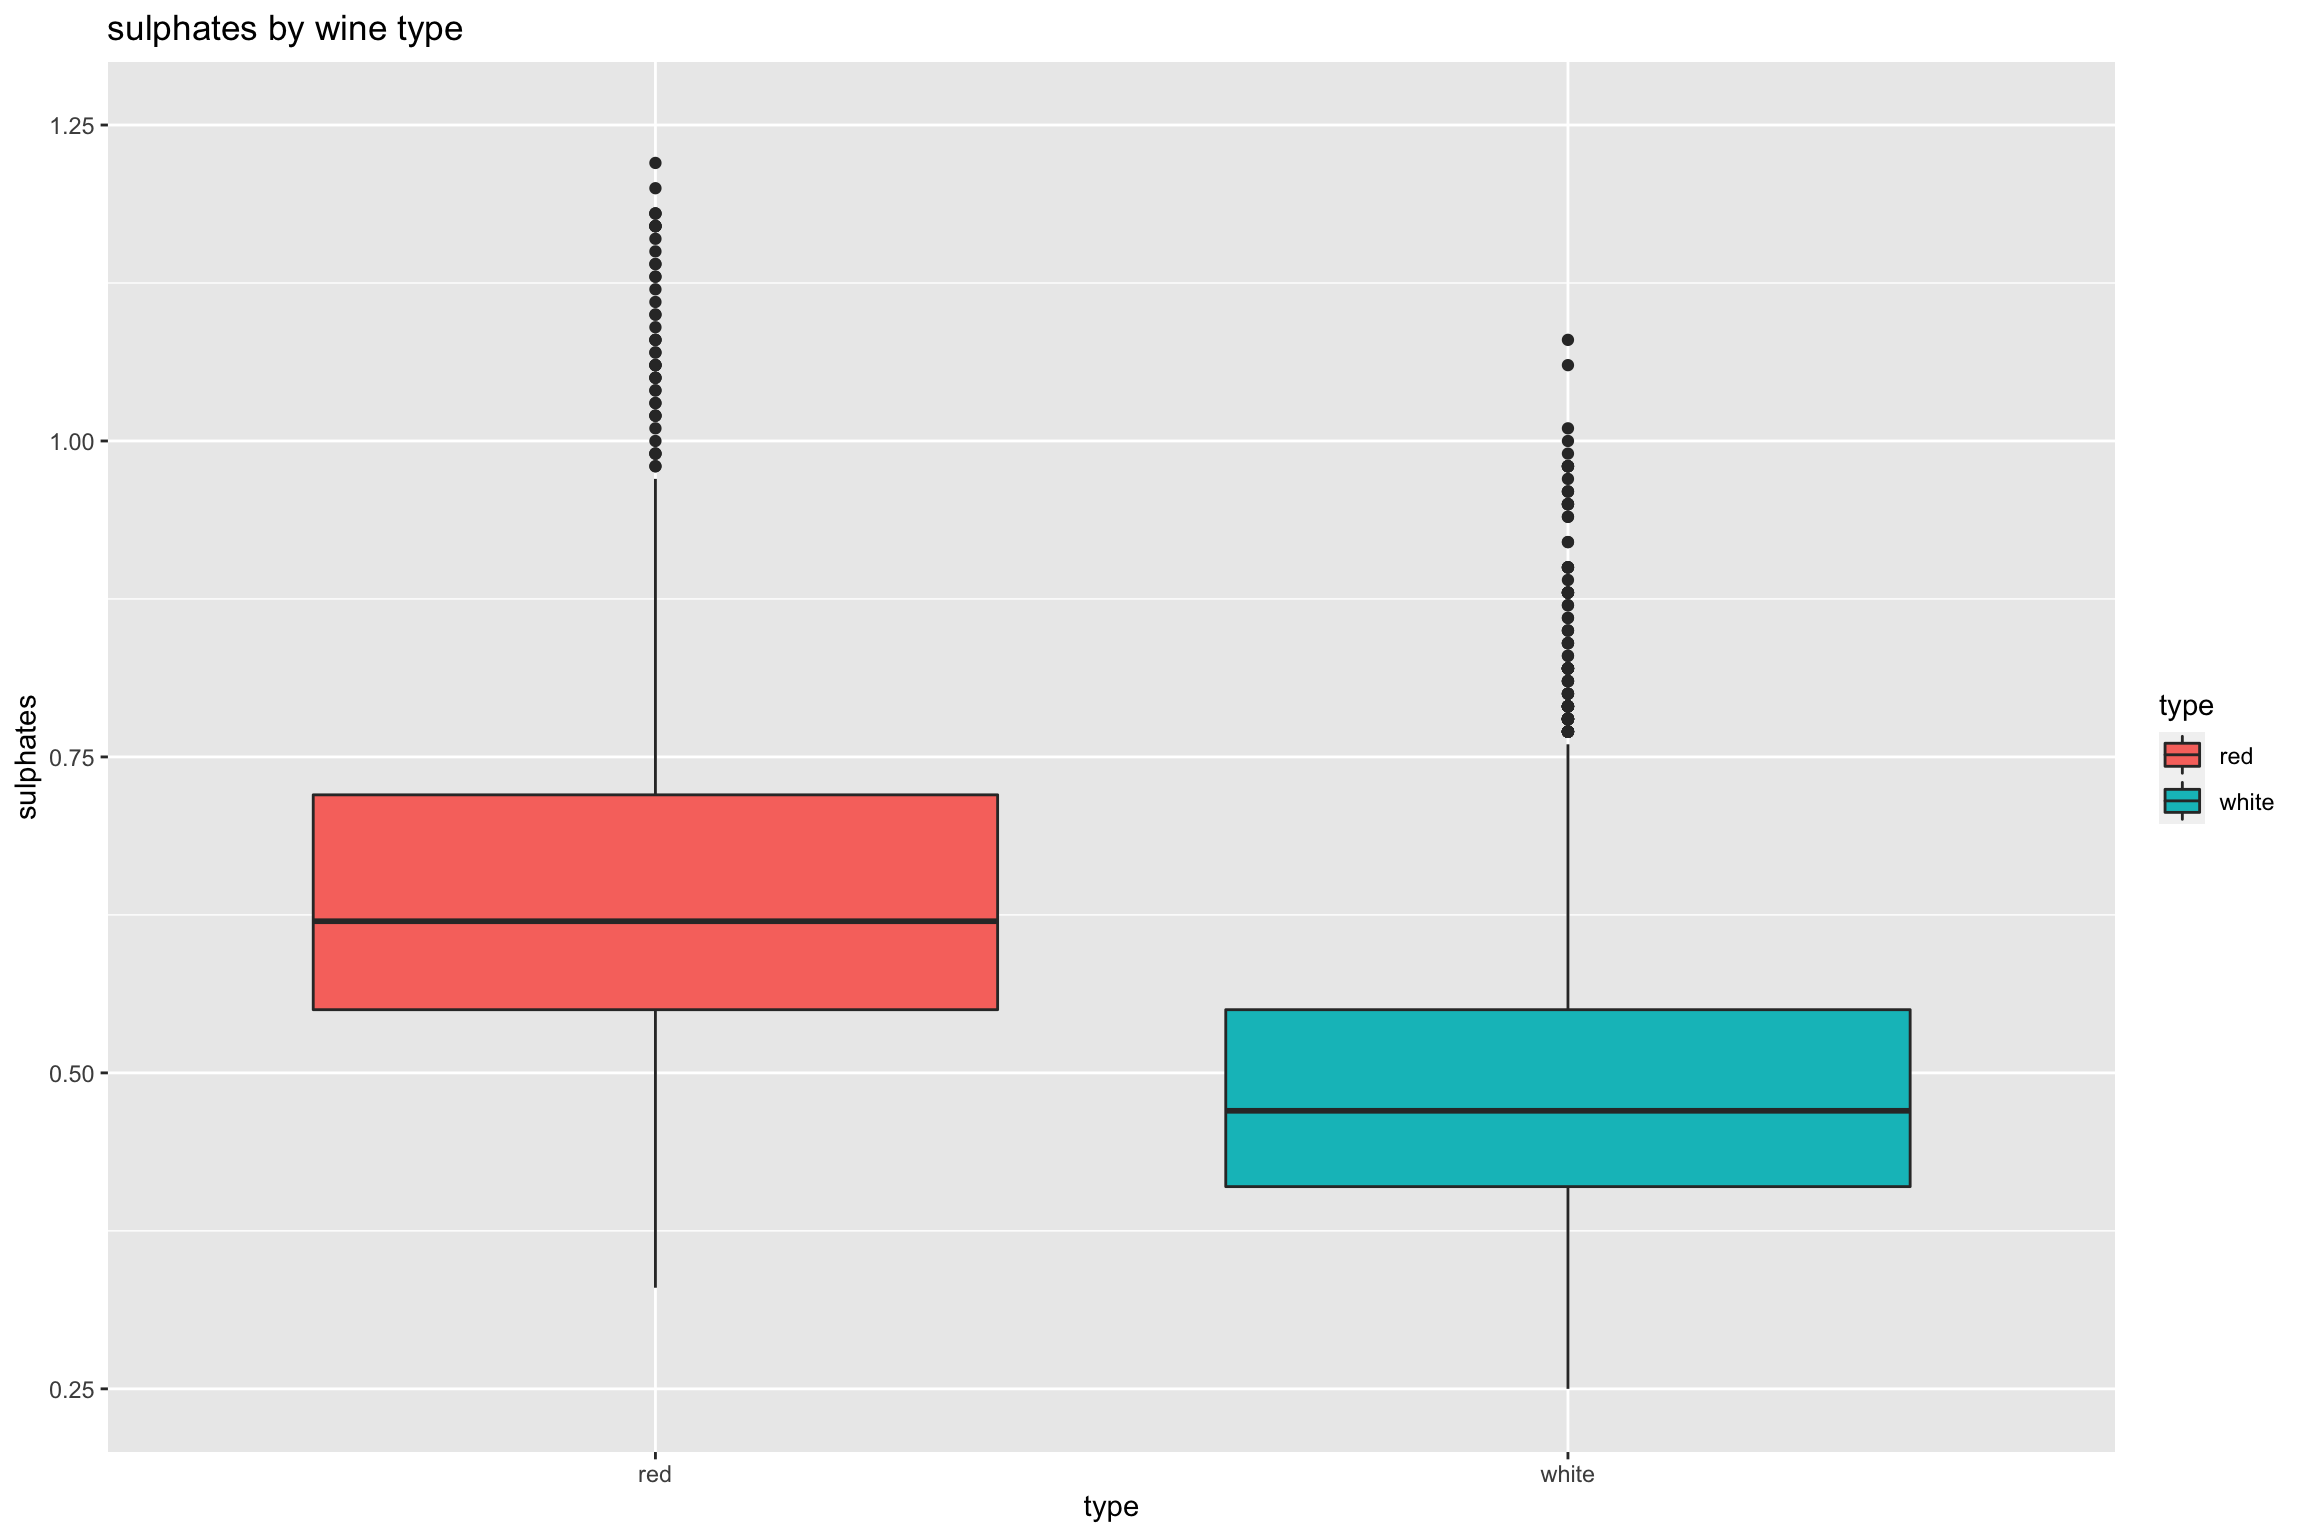 sulphates by wine type
sulphates
1.25
1.00
0.75
0.50
0.25
red
white
type
type
red
white